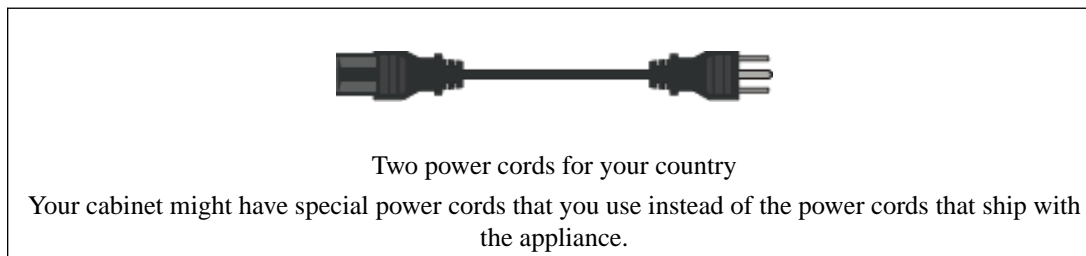 Two power cords for your country
Your cabinet might have special power cords that you use instead of the power cords that ship with
the appliance.